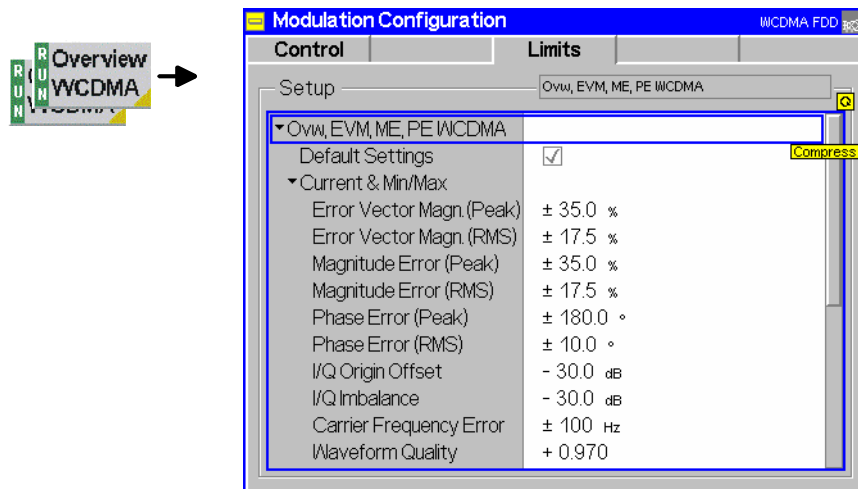 Modulation Configuration WCDMA FDD
Control Limits
Setup Ovw, EVM, ME, PE WCDMA
Ovw, EVM, ME, PE WCDMA
Compress
Default Settings
Current & Min/Max
Error Vector Magn. (Peak) ± 35.0 %
Error Vector Magn. (RMS) ± 17.5 %
Magnitude Error (Peak) ± 35.0 %
Magnitude Error (RMS) ± 17.5 %
Phase Error (Peak) ± 180.0 °
Phase Error (RMS) ± 10.0 °
I/Q Origin Offset - 30.0 dB
I/Q Imbalance - 30.0 dB
Carrier Frequency Error ± 100 Hz
Waveform Quality + 0.970
RUN
Overview
WCDMA
RUN